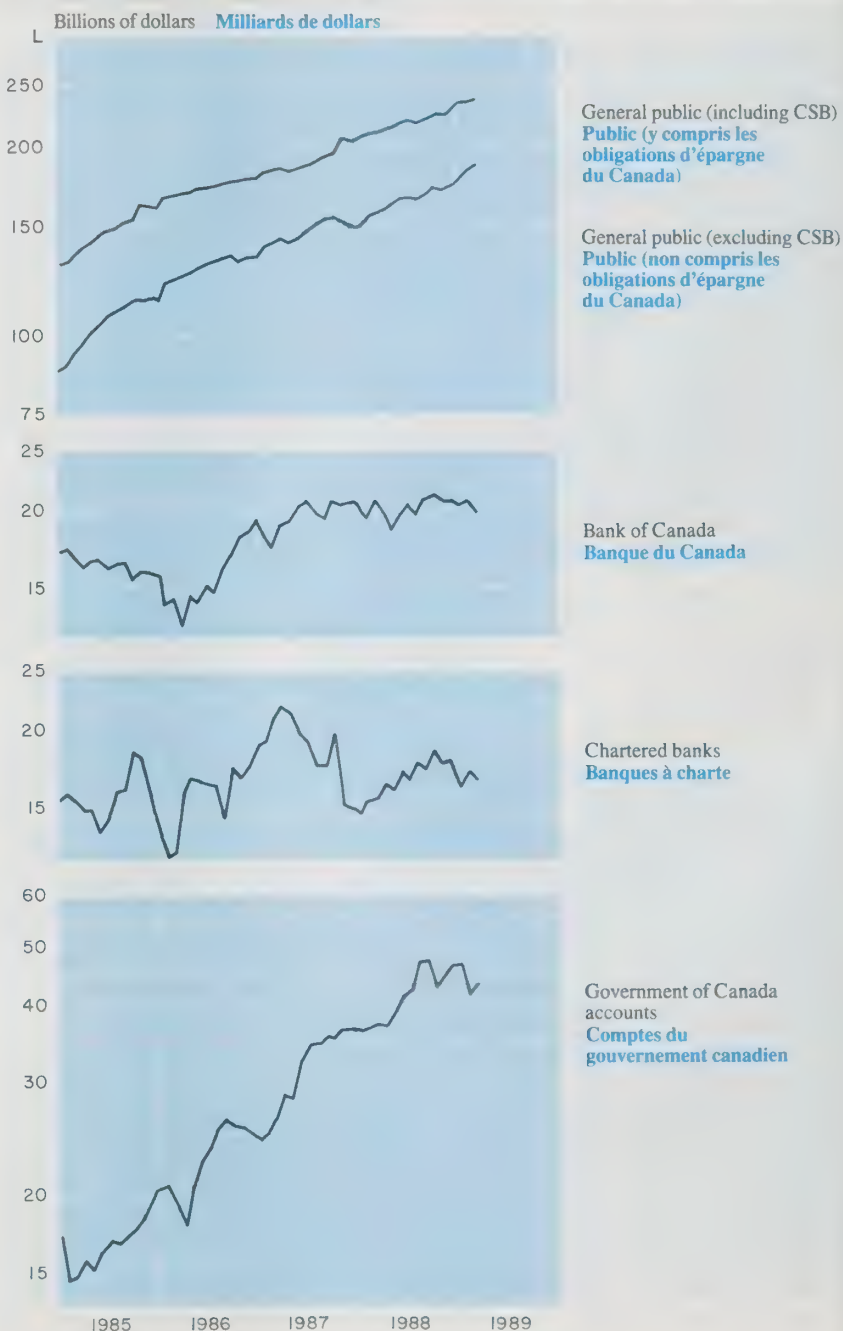 Billions of dollars Milliards de dollars
L
250
200
150
100
75
General public (including CSB)
Public (y compris les
obligations d'épargne
du Canada)
General public (excluding CSB)
Public (non compris les
obligations d'épargne
du Canada)
25
20
15
Bank of Canada
Banque du Canada
25
20
15
Chartered banks
Banques à charte
60
50
40
30
20
15
Government of Canada
accounts
Comptes du
gouvernement canadien
1985 1986 1987 1988 1989